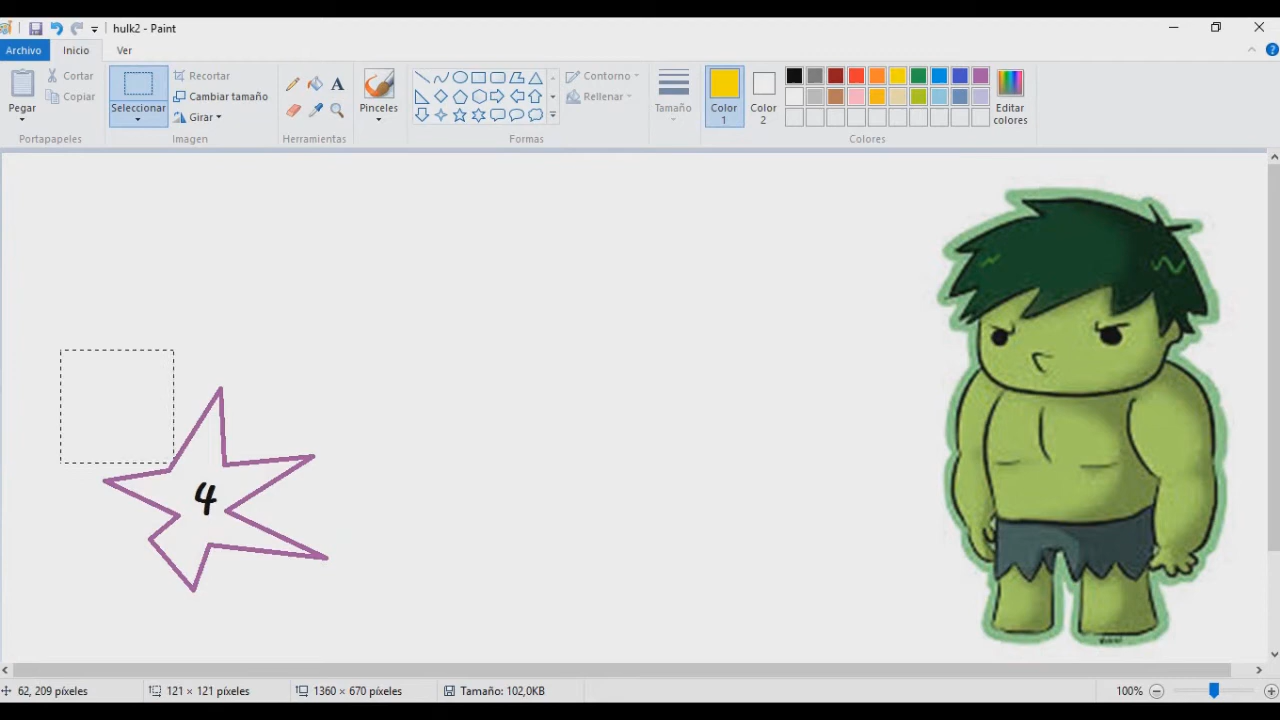 hulk2 - Paint
Archivo Inicio Ver
Pegar
Cortar
Copiar
Portapapeles
Seleccionar
Recortar
Cambiar tamaño
Girar
Imagen
A
Herramientas
Pinceles
Contorno
Rellenar
Formas
Tamaño
Color
1
Color
2
Editar
colores
Colores
4
62, 209 píxeles 121 × 121 píxeles 1360 × 670 píxeles Tamaño: 102,0KB 100%